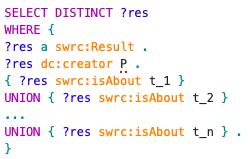 SELECT DISTINCT ?res
WHERE {
?res a swrc:Result .
?res dc:creator P .
{ ?res swrc:isAbout t_1 }
UNION { ?res swrc:isAbout t_2 }
...
UNION { ?res swrc:isAbout t_n } .
}